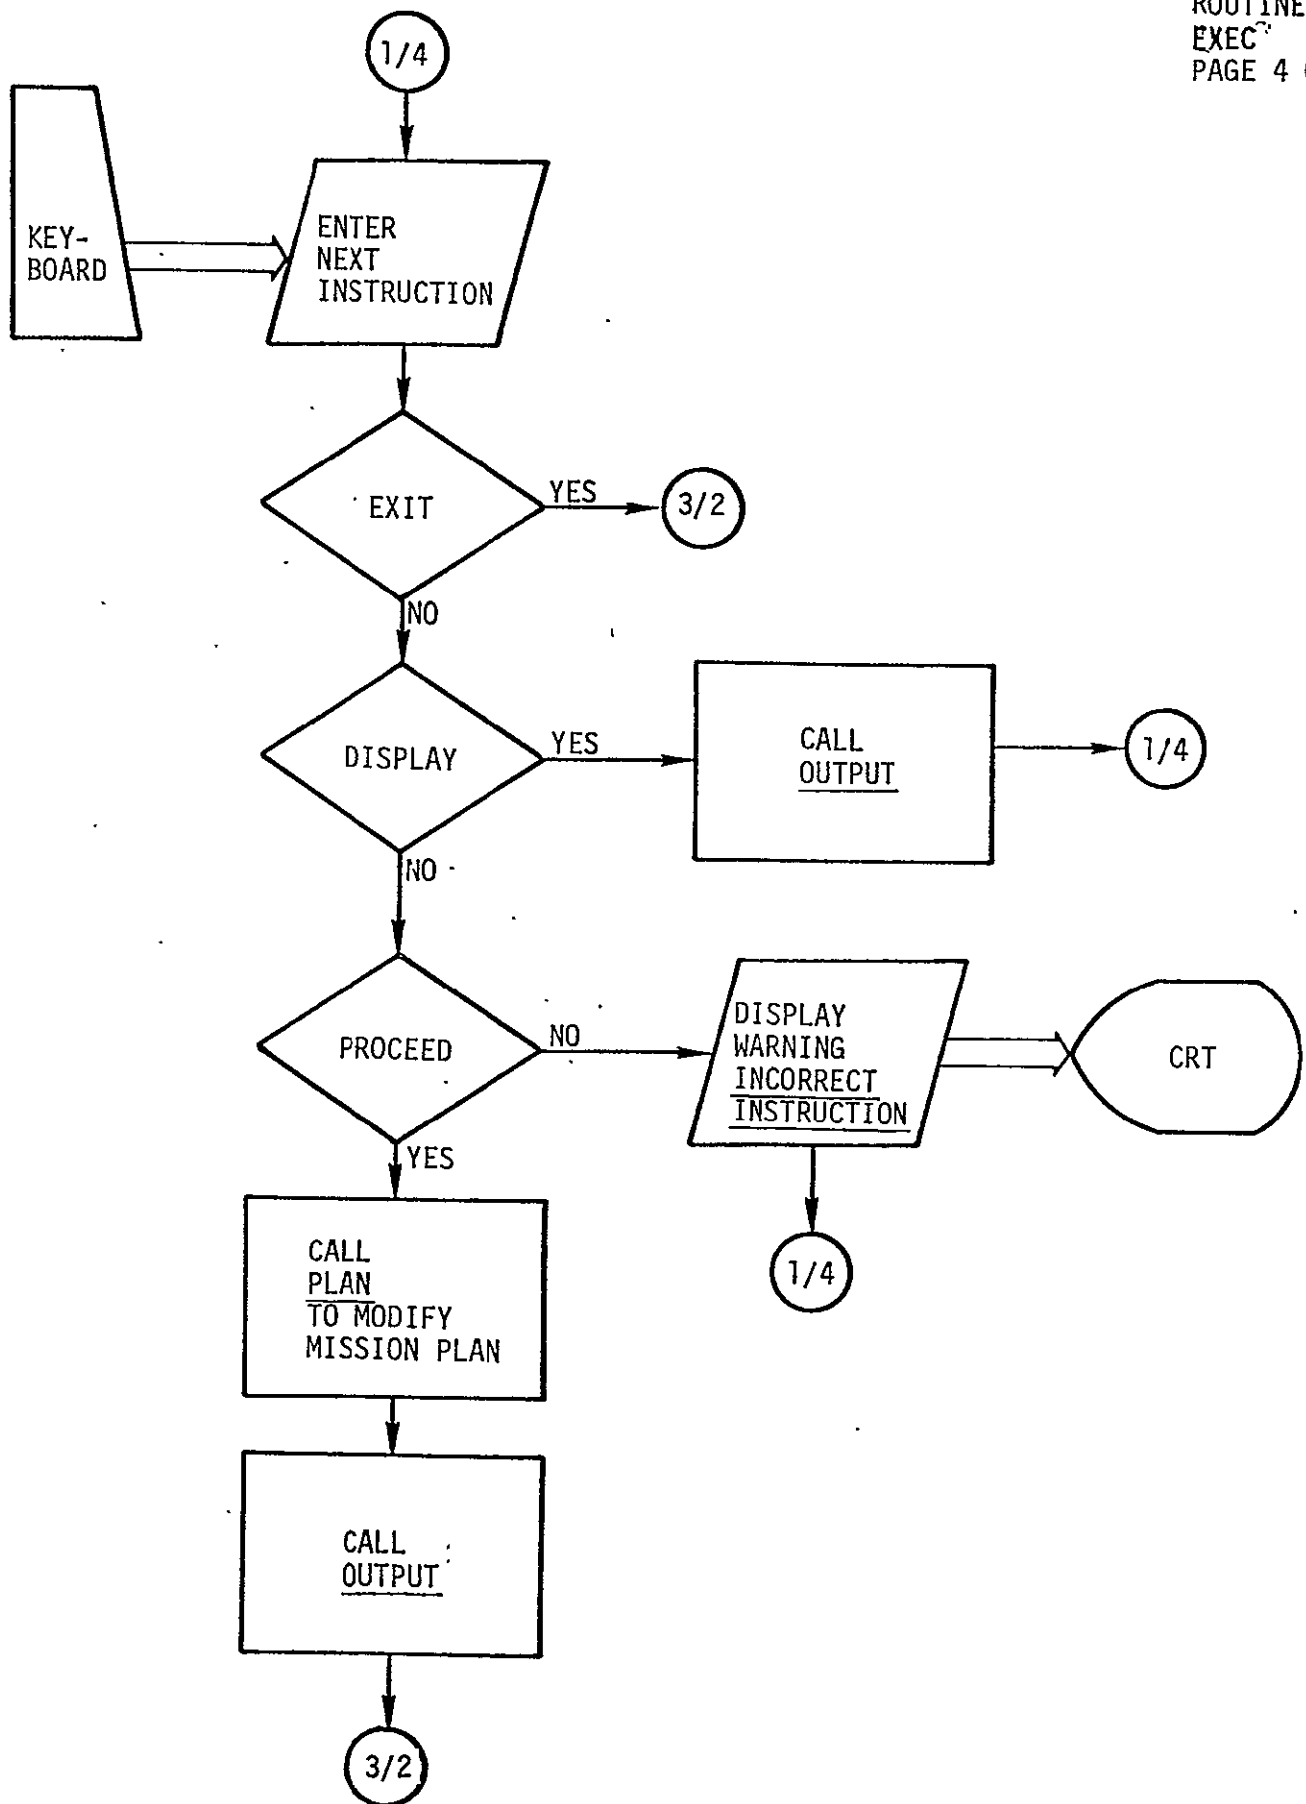 ROUTINE
EXEC
PAGE 4
1/4
KEY-
BOARD
ENTER
NEXT
INSTRUCTION
EXIT
YES
3/2
NO
DISPLAY
YES
CALL
OUTPUT
1/4
NO
PROCEED
NO
DISPLAY
WARNING
INCORRECT
INSTRUCTION
CRT
YES
1/4
CALL
PLAN
TO MODIFY
MISSION PLAN
CALL
OUTPUT
3/2